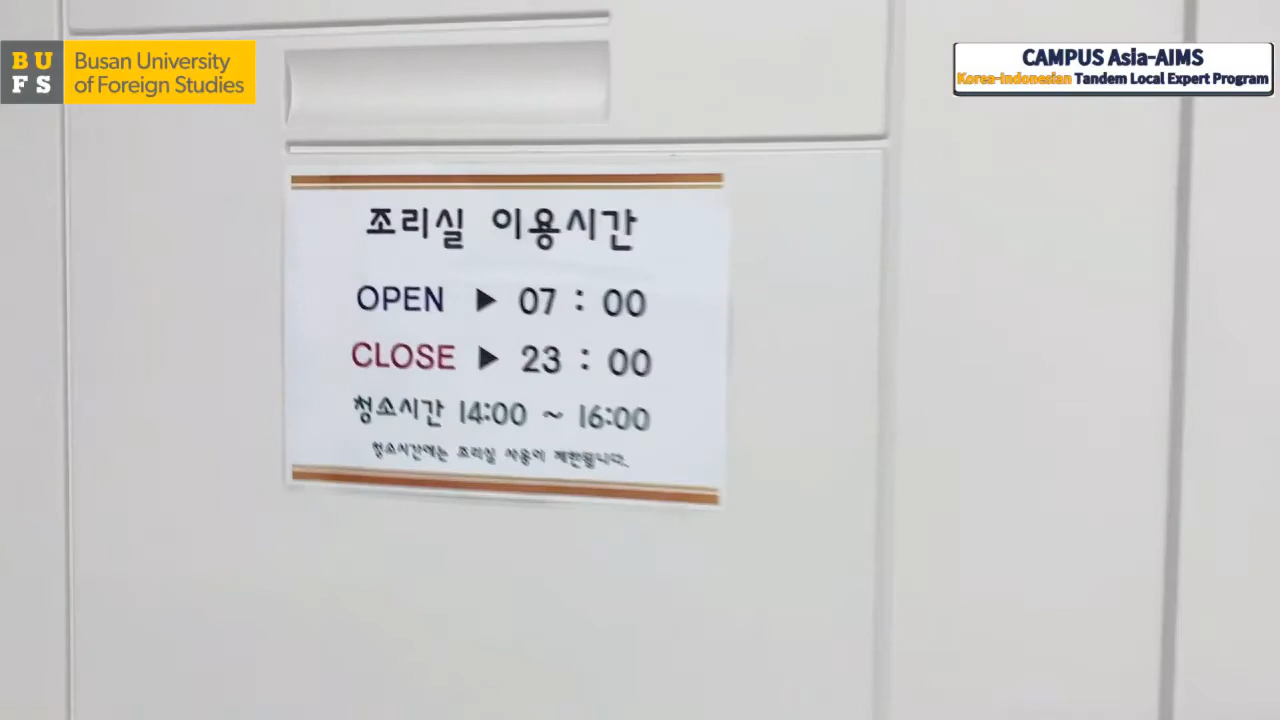 BU
FS
Busan University
of Foreign Studies
CAMPUS Asia-AIMS
Korea-Indonesian Tandem Local Expert Program
조리실 이용시간
OPEN ▶ 07 : 00
CLOSE ▶ 23 : 00
청소시간 14:00 ~ 16:00
청소시간에는 조리실 사용이 제한됩니다.